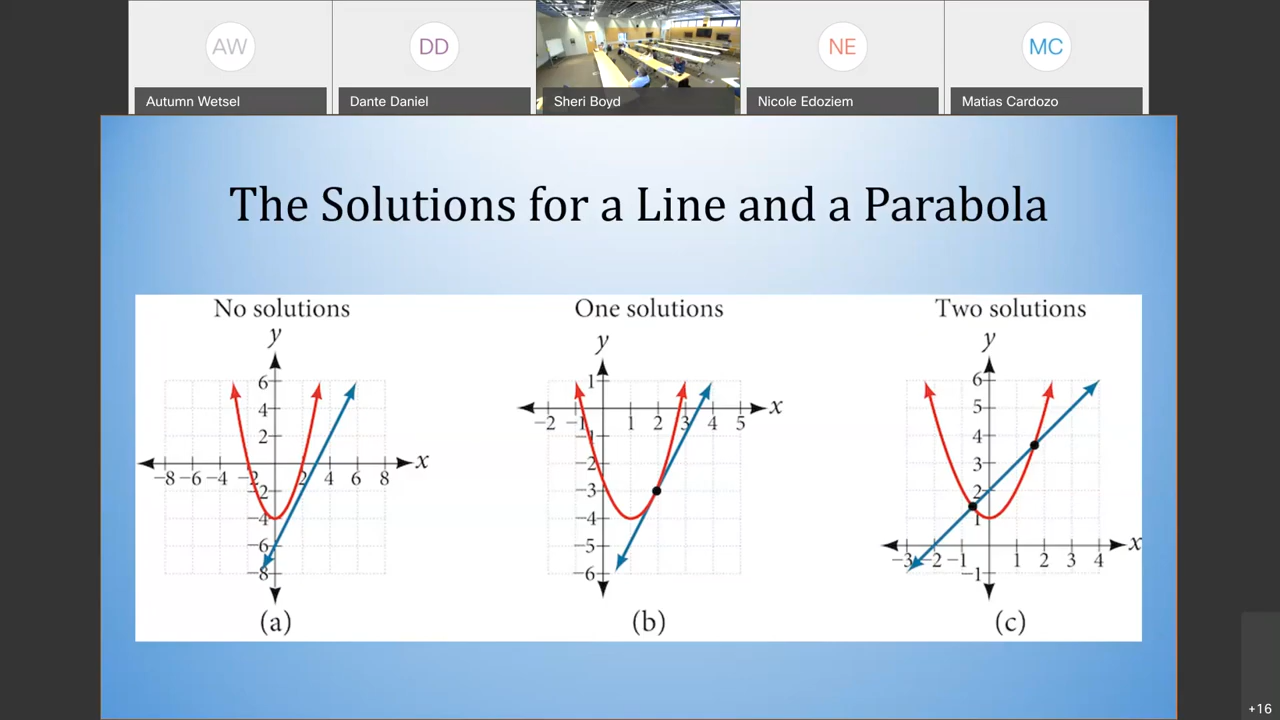 AW
DD
NE
MC
Autumn Wetsel
Dante Daniel
Sheri Boyd
Nicole Edoziem
Matias Cardozo
The Solutions for a Line and a Parabola
No solutions
y
6
4
2
x
−8 −6 −4 −2 2 4 6 8
−2
−4
−6
−8
(a)
One solutions
y
1
x
−2 −1 1 2 3 4 5
−1
−2
−3
−4
−5
−6
(b)
Two solutions
y
6
5
4
3
2
1
x
−3 −2 −1 1 2 3 4
−1
(c)
+16